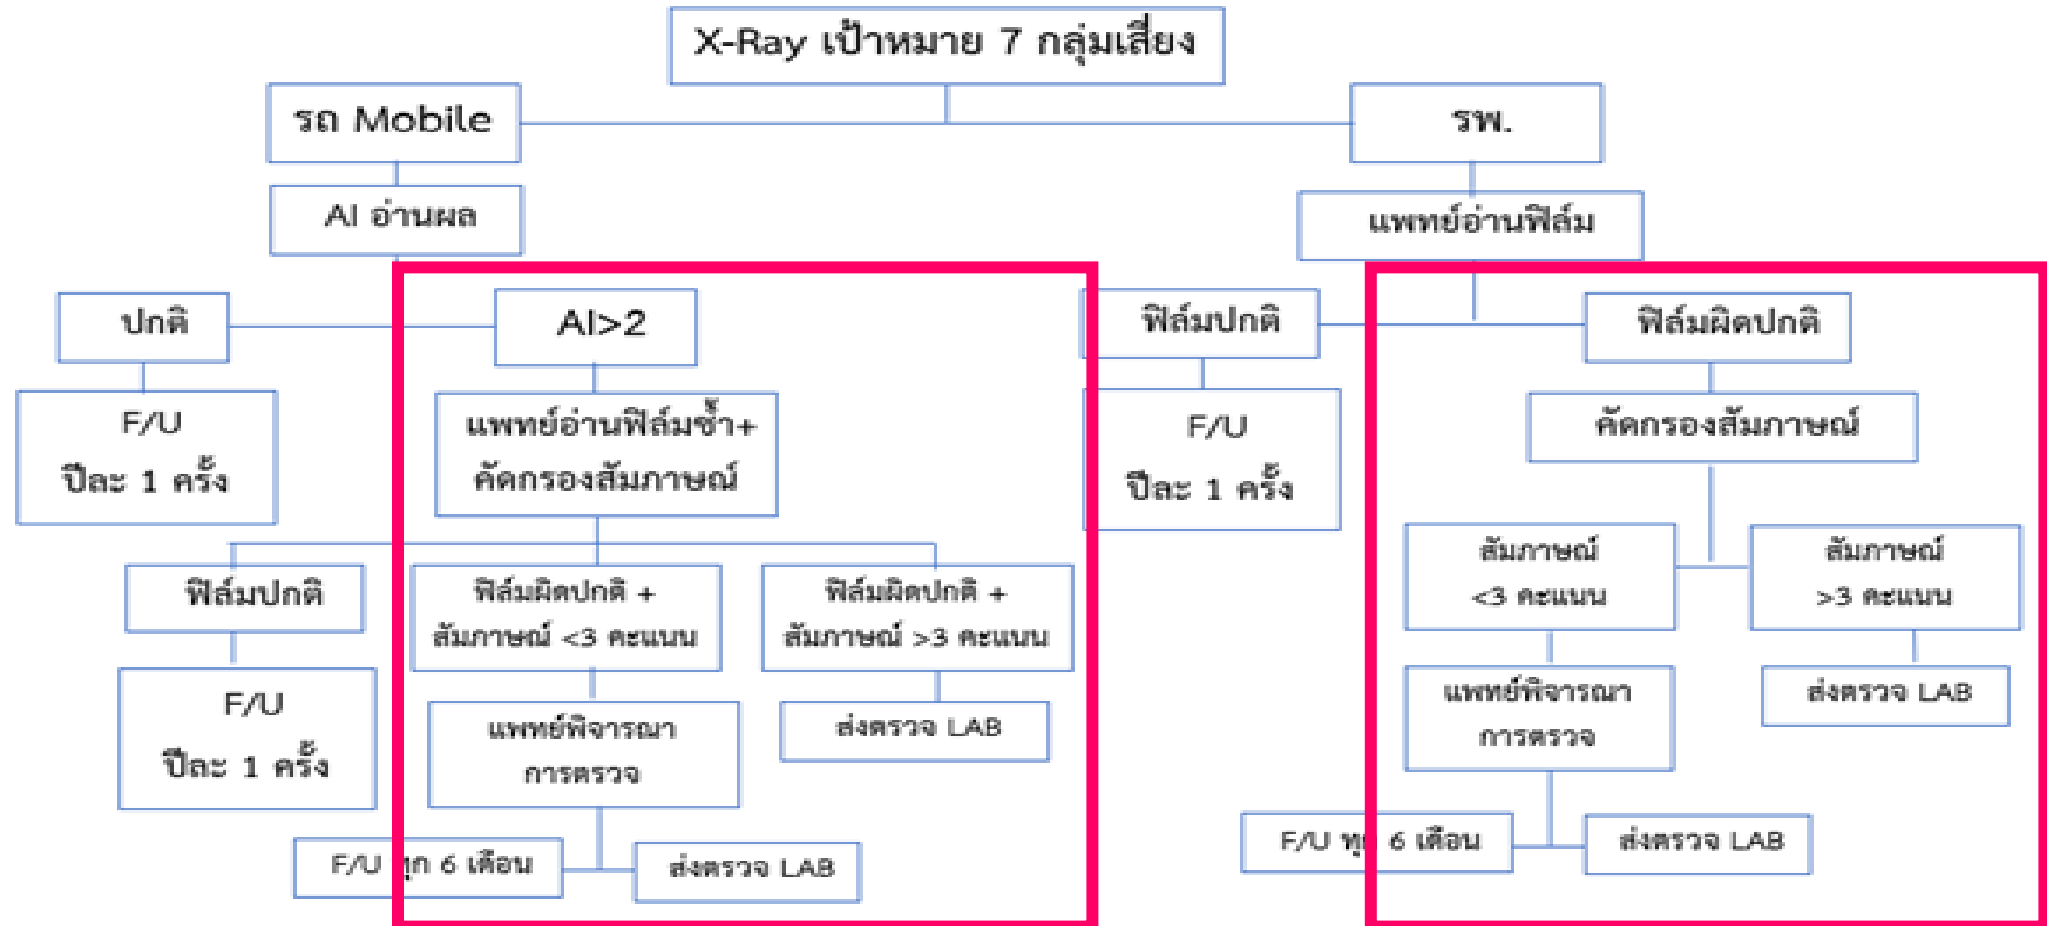 X-Ray เป้าหมาย 7 กลุ่มเสี่ยง
รถ Mobile
รพ.
AI อ่านผล
แพทย์อ่านฟิล์ม
ปกติ
AI>2
ฟิล์มปกติ
ฟิล์มผิดปกติ
F/U
ปีละ 1 ครั้ง
แพทย์อ่านฟิล์มซ้ำ+
คัดกรองสัมภาษณ์
F/U
ปีละ 1 ครั้ง
คัดกรองสัมภาษณ์
ฟิล์มปกติ
ฟิล์มผิดปกติ +
สัมภาษณ์ <3 คะแนน
ฟิล์มผิดปกติ +
สัมภาษณ์ >3 คะแนน
สัมภาษณ์
<3 คะแนน
สัมภาษณ์
>3 คะแนน
F/U
ปีละ 1 ครั้ง
แพทย์พิจารณา
การตรวจ
ส่งตรวจ LAB
แพทย์พิจารณา
การตรวจ
ส่งตรวจ LAB
F/U ทุก 6 เดือน
ส่งตรวจ LAB
F/U ทุก 6 เดือน
ส่งตรวจ LAB